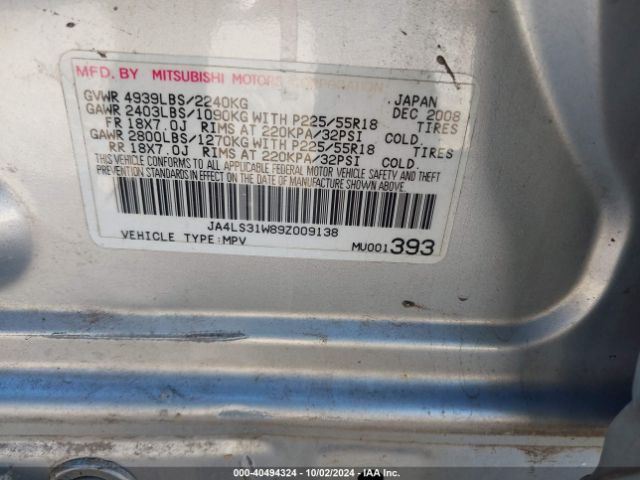 MFD. BY MITSUBISHI MOTORS CORPORATION
JAPAN
GVWR 4939LBS/2240KG DEC 2008
GAWR 2403LBS/1090KG WITH P225/55R18 TIRES
FR 18X7.0J RIMS AT 220KPA/32PSI COLD.
GAWR 2800LBS/1270KG WITH P225/55R18 TIRES
RR 18X7.0J RIMS AT 220KPA/32PSI COLD.
THIS VEHICLE CONFORMS TO ALL APPLICABLE FEDERAL MOTOR VEHICLE SAFETY AND THEFT
PREVENTION STANDARDS IN EFFECT ON THE DATE OF MANUFACTURE SHOWN ABOVE.
JA4LS31W89Z009138
VEHICLE TYPE:MPV MU001393
000-40494324 | 10/02/2024 - IAA Inc.